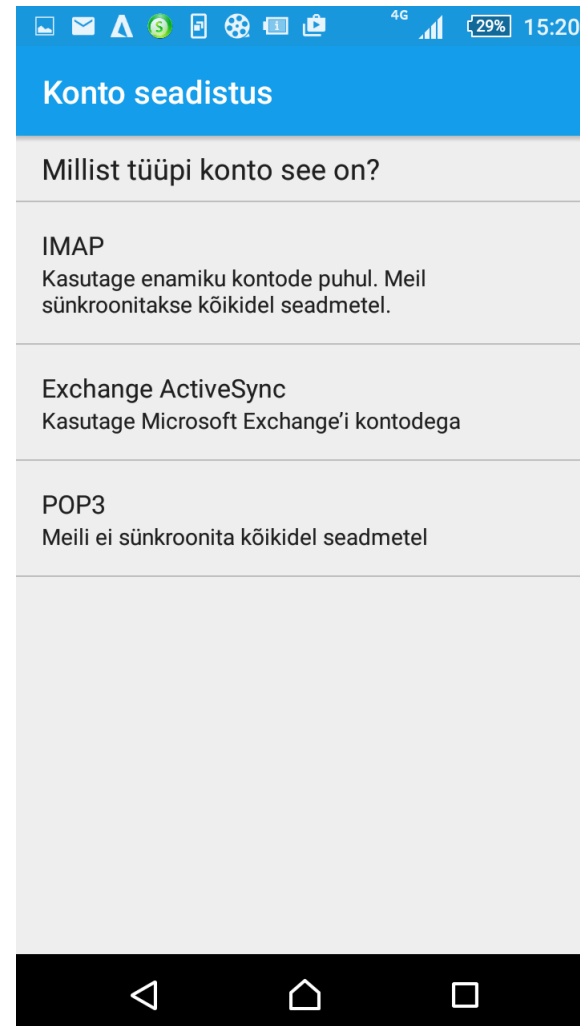 4G 29% 15:20
Konto seadistus
Millist tüüpi konto see on?
IMAP
Kasutage enamiku kontode puhul. Meil
sünkroonitakse kõikidel seadmetel.
Exchange ActiveSync
Kasutage Microsoft Exchange’i kontodega
POP3
Meili ei sünkroonita kõikidel seadmetel